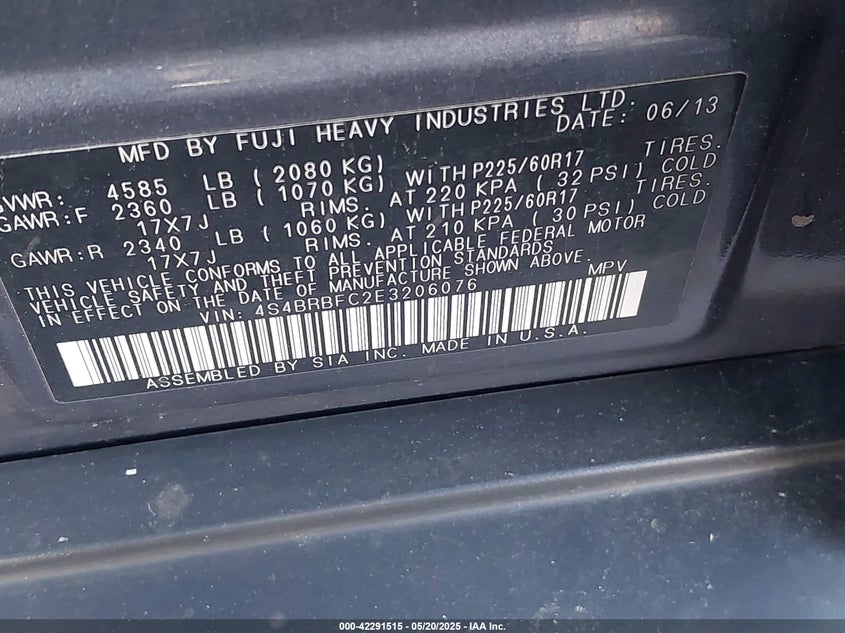 MFD BY FUJI HEAVY INDUSTRIES LTD.
DATE: 06/13
GVWR: 4585 LB ( 2080 KG)
GAWR:F 2360 LB ( 1070 KG) WITH P225/60R17 TIRES.
17X7J RIMS. AT 220 KPA ( 32 PSI) COLD
GAWR:R 2340 LB ( 1060 KG) WITH P225/60R17 TIRES.
17X7J RIMS. AT 210 KPA ( 30 PSI) COLD
THIS VEHICLE CONFORMS TO ALL APPLICABLE FEDERAL MOTOR
VEHICLE SAFETY AND THEFT PREVENTION STANDARDS
IN EFFECT ON THE DATE OF MANUFACTURE SHOWN ABOVE.
VIN: 4S4BRBFC2E3206076 MPV
ASSEMBLED BY SIA INC. MADE IN U.S.A.
000-42291515 - 05/20/2025 - IAA Inc.